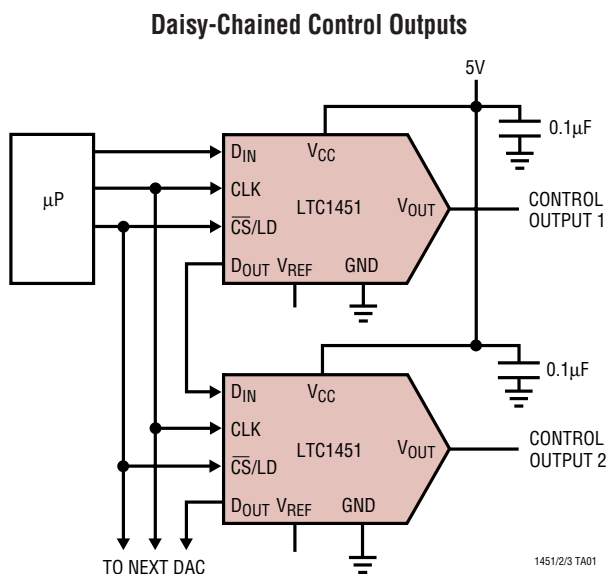 Daisy-Chained Control Outputs
5V
0.1µF
µP
DIN
VCC
CLK
LTC1451
VOUT
CONTROL
OUTPUT 1
CS/LD
DOUT
VREF
GND
0.1µF
DIN
VCC
CLK
LTC1451
VOUT
CONTROL
OUTPUT 2
CS/LD
DOUT
VREF
GND
TO NEXT DAC
1451/2/3 TA01